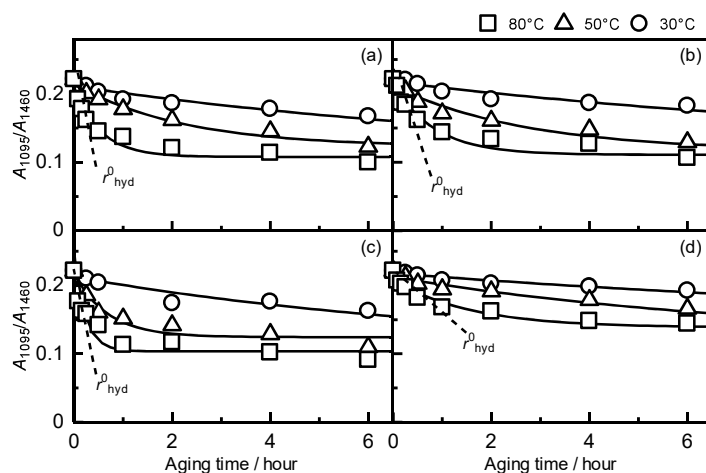 80°C 50°C 30°C
(a) (b)
A1095/A1460
0.2
0.1
0
r⁰hyd r⁰hyd
(c) (d)
A1095/A1460
0.2
0.1
0
r⁰hyd r⁰hyd
0 2 4 6 0 2 4 6
Aging time / hour Aging time / hour